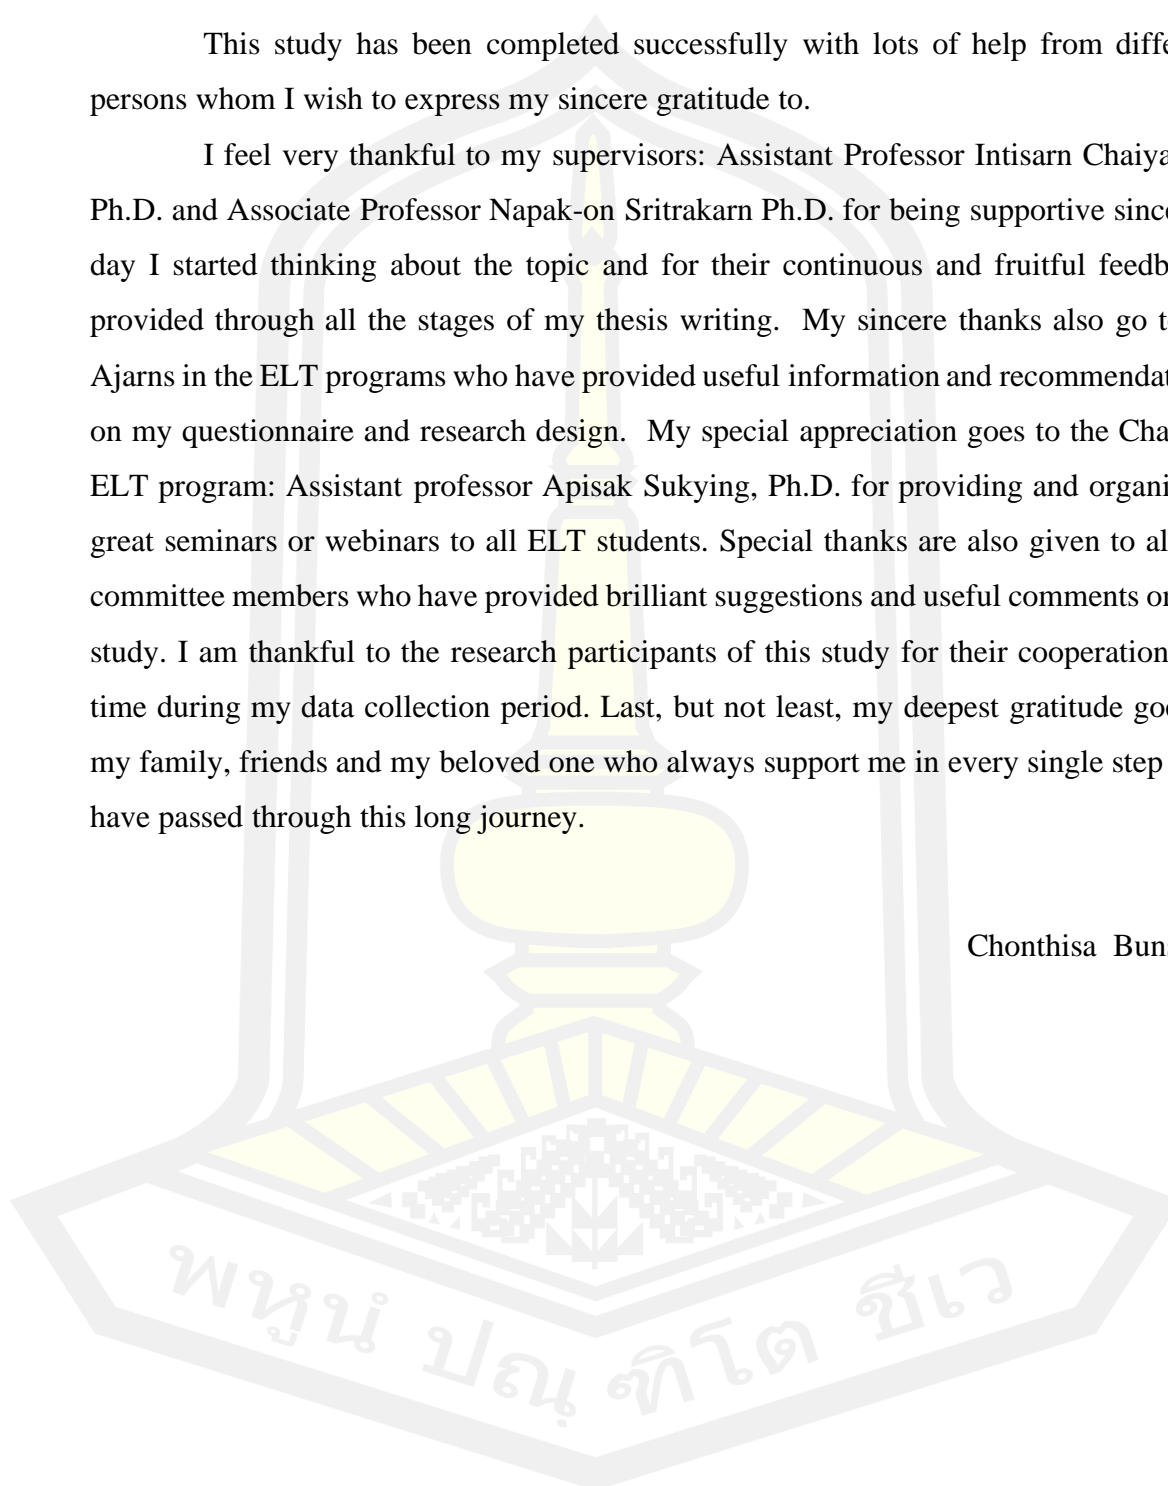 This study has been completed successfully with lots of help from diffe
persons whom I wish to express my sincere gratitude to.
I feel very thankful to my supervisors: Assistant Professor Intisarn Chaiya
Ph.D. and Associate Professor Napak-on Sritrakarn Ph.D. for being supportive since
day I started thinking about the topic and for their continuous and fruitful feedb
provided through all the stages of my thesis writing. My sincere thanks also go t
Ajarns in the ELT programs who have provided useful information and recommendat
on my questionnaire and research design. My special appreciation goes to the Cha
ELT program: Assistant professor Apisak Sukying, Ph.D. for providing and organi
great seminars or webinars to all ELT students. Special thanks are also given to al
committee members who have provided brilliant suggestions and useful comments on
study. I am thankful to the research participants of this study for their cooperation
time during my data collection period. Last, but not least, my deepest gratitude goe
my family, friends and my beloved one who always support me in every single step
have passed through this long journey.
Chonthisa Buns
พหูนํ ปณฺฑิโต ชีเว